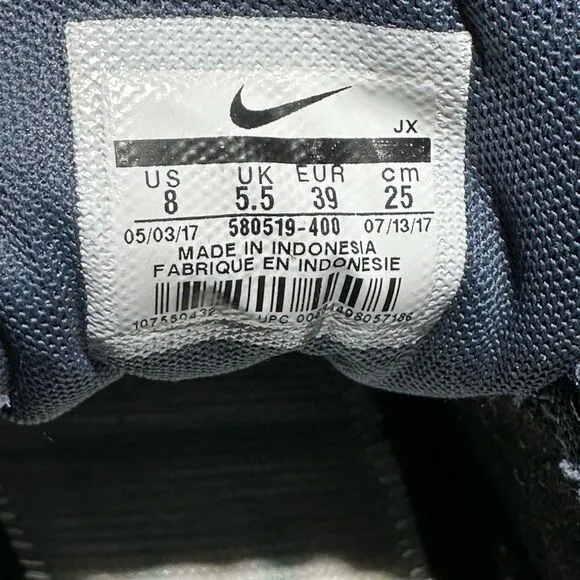 JX
US UK EUR cm
8 5.5 39 25
05/03/17 580519-400 07/13/17
MADE IN INDONESIA
FABRIQUE EN INDONESIE
UPC